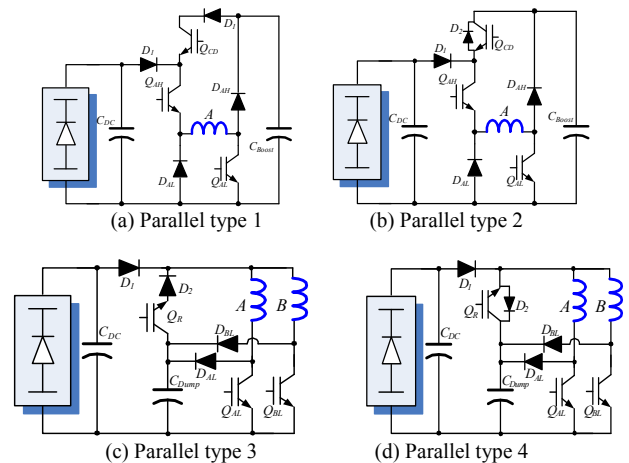 D1
QCD
D1
QAH
DAH
A
CDC
CBoost
DAL
QAL
(a) Parallel type 1
D2
QCD
D1
QAH
DAH
A
CDC
CBoost
DAL
QAL
(b) Parallel type 2
D1
D2
A
B
QR
CDC
DBL
DAL
CDump
QAL
QBL
(c) Parallel type 3
D1
D2
A
B
QR
CDC
DBL
DAL
CDump
QAL
QBL
(d) Parallel type 4